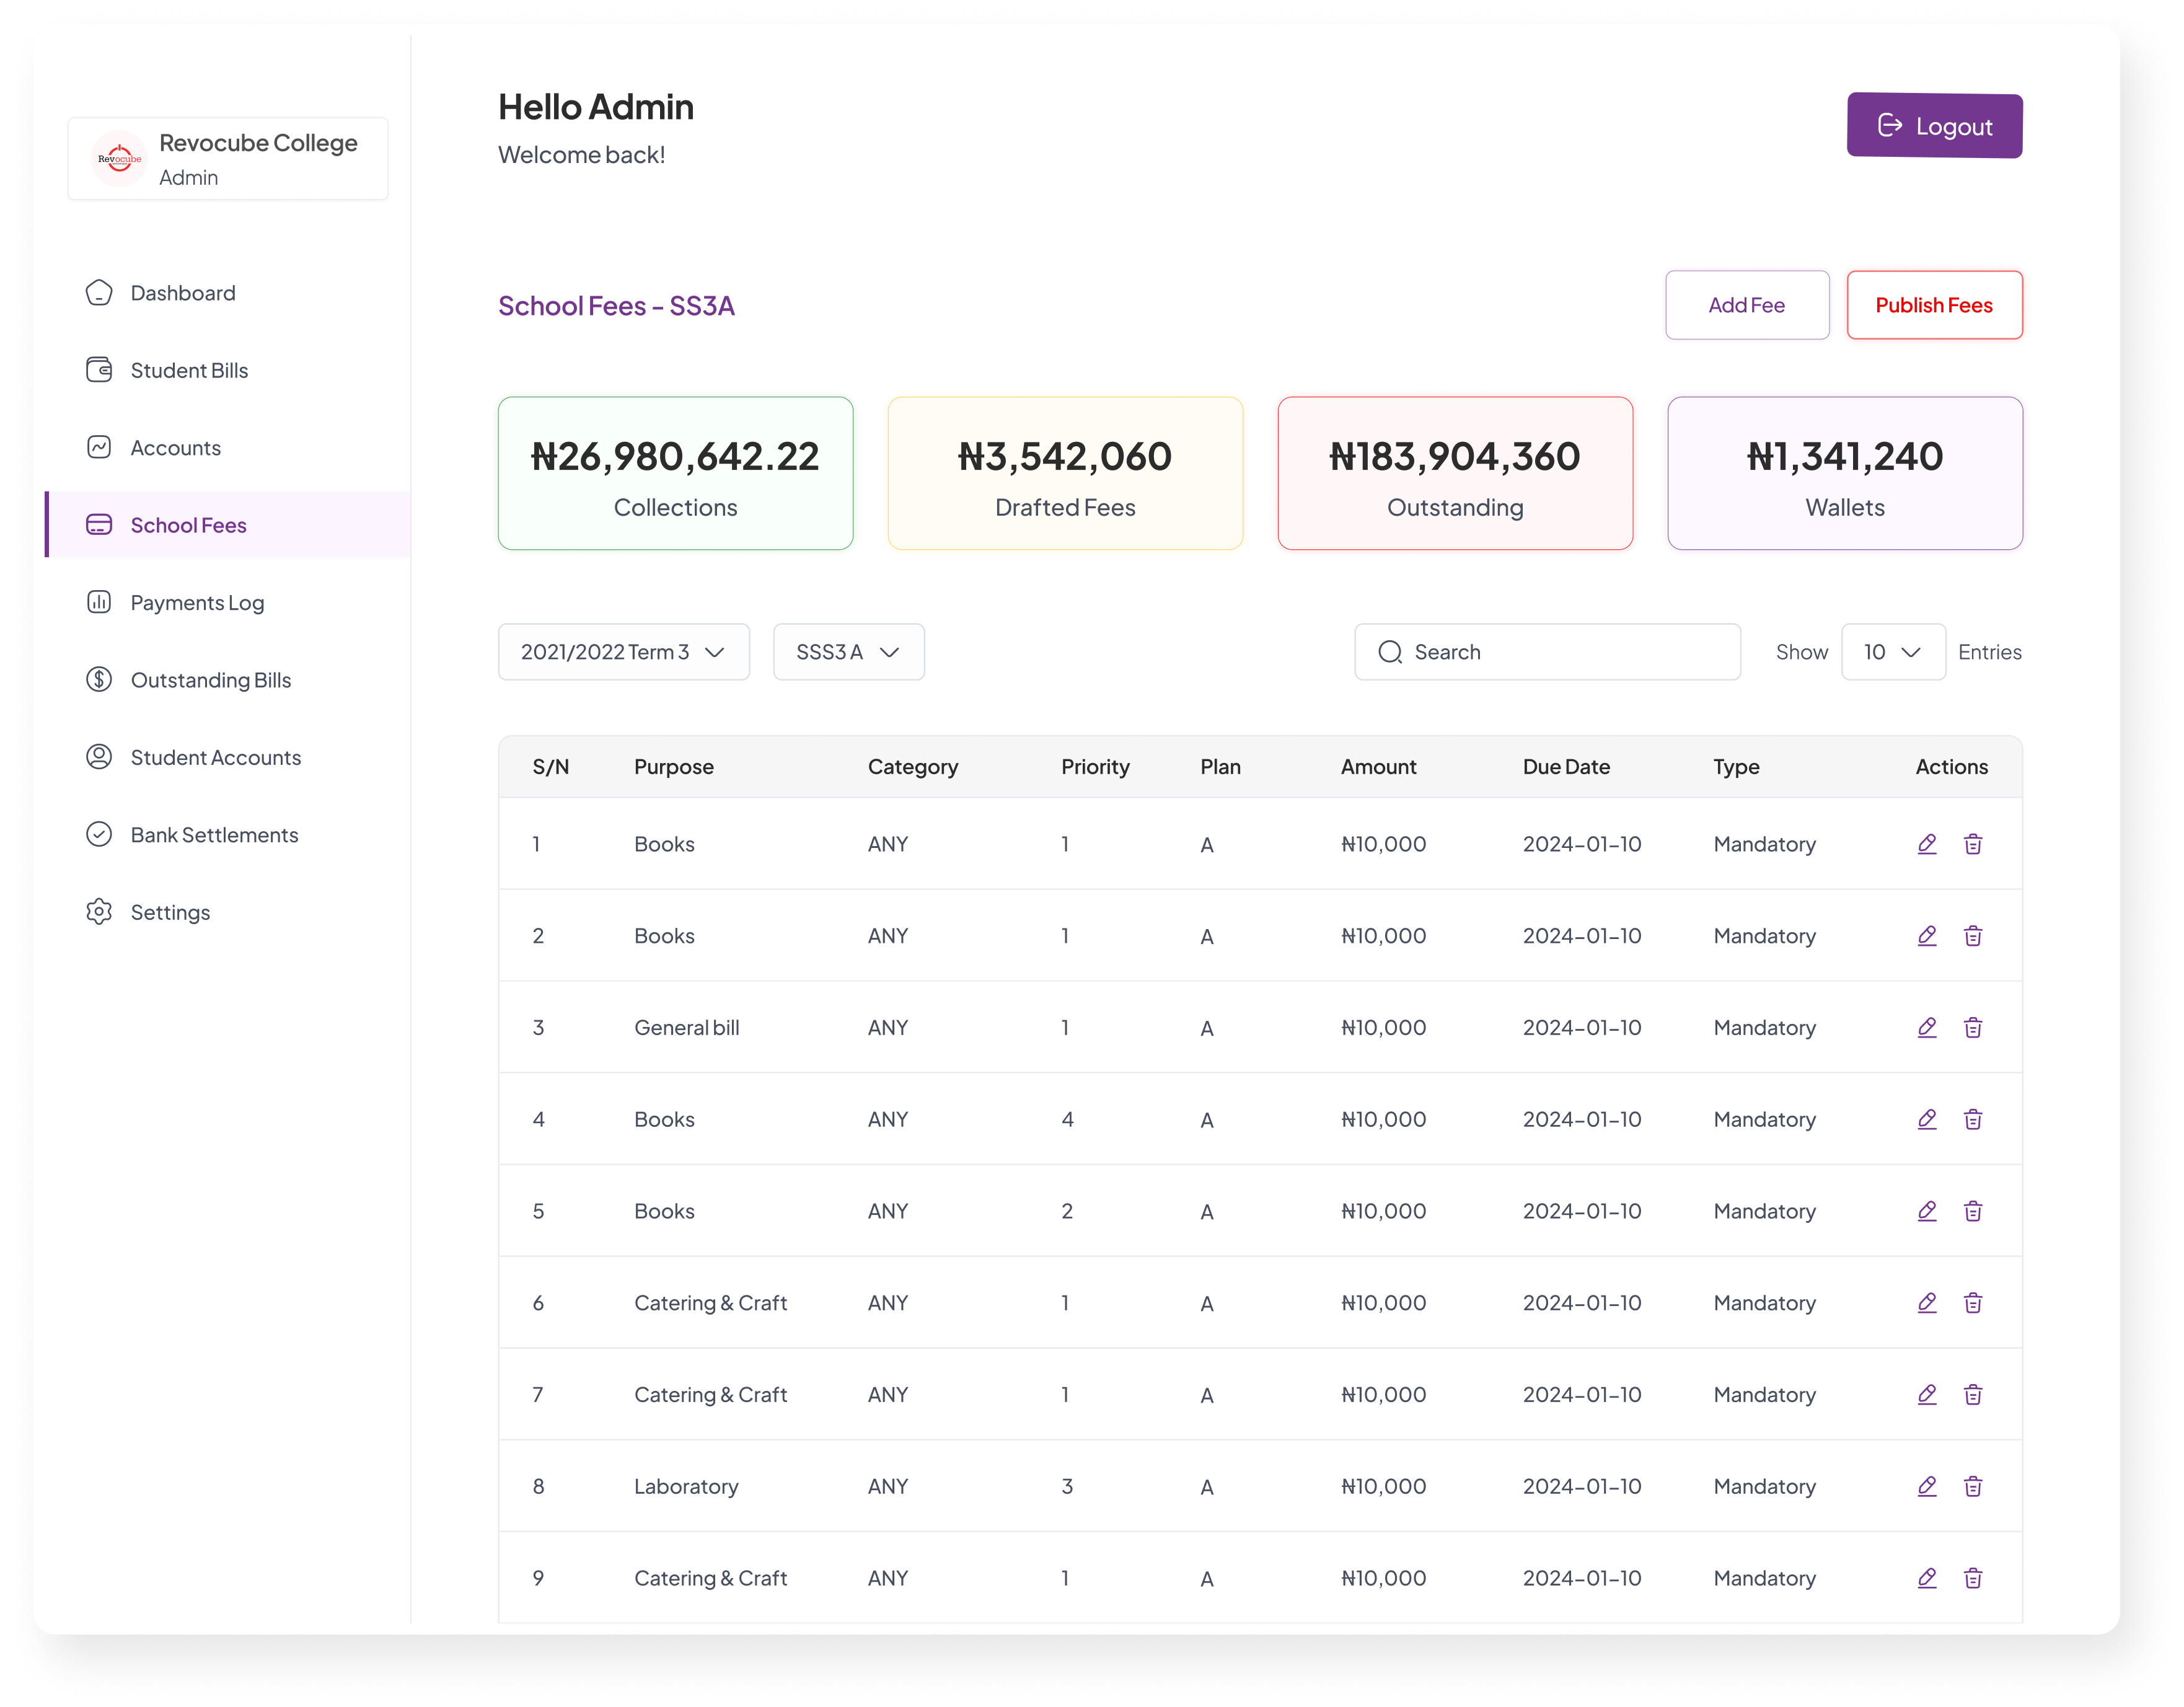 Revocube
Revocube College
Admin
Dashboard
Student Bills
Accounts
School Fees
Payments Log
Outstanding Bills
Student Accounts
Bank Settlements
Settings
Hello Admin
Welcome back!
Logout
School Fees - SS3A
Add Fee
Publish Fees
₦26,980,642.22
Collections
₦3,542,060
Drafted Fees
₦183,904,360
Outstanding
₦1,341,240
Wallets
2021/2022 Term 3
SSS3 A
Search
Show 10 Entries
S/N Purpose Category Priority Plan Amount Due Date Type Actions
1 Books ANY 1 A ₦10,000 2024-01-10 Mandatory
2 Books ANY 1 A ₦10,000 2024-01-10 Mandatory
3 General bill ANY 1 A ₦10,000 2024-01-10 Mandatory
4 Books ANY 4 A ₦10,000 2024-01-10 Mandatory
5 Books ANY 2 A ₦10,000 2024-01-10 Mandatory
6 Catering & Craft ANY 1 A ₦10,000 2024-01-10 Mandatory
7 Catering & Craft ANY 1 A ₦10,000 2024-01-10 Mandatory
8 Laboratory ANY 3 A ₦10,000 2024-01-10 Mandatory
9 Catering & Craft ANY 1 A ₦10,000 2024-01-10 Mandatory